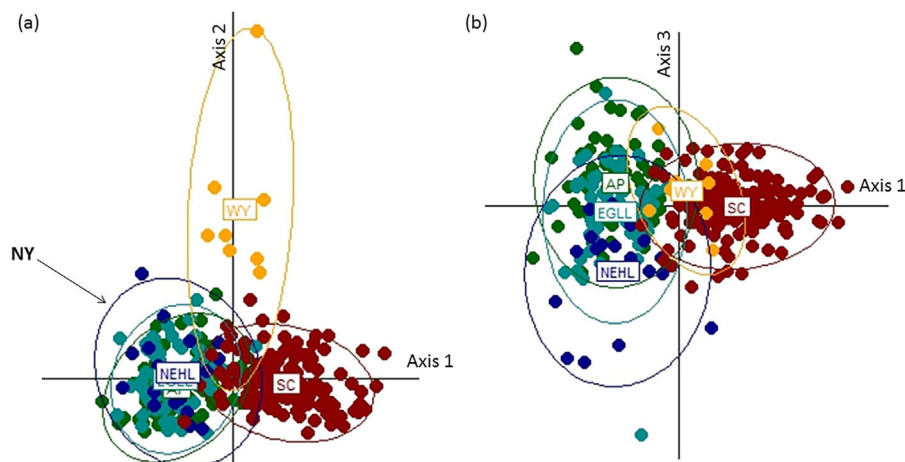 (a)
Axis 2
WY
NY
NEHL
SC
Axis 1
(b)
Axis 3
AP
WY
Axis 1
EGLL
SC
NEHL